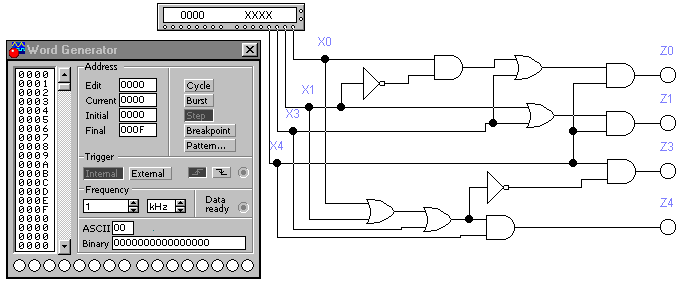 0000 XXXX
Word Generator
0000
0001
0002
0003
0004
0005
0006
0007
0008
0009
000A
000B
000C
000D
000E
000F
0000
0000
0000
0000
Address
Edit 0000
Current 0000
Initial 0000
Final 000F
Cycle
Burst
Step
Breakpoint
Pattern...
Trigger
Internal External
Frequency
1 kHz
Data
ready
ASCII 00
Binary 0000000000000000
X0
X1
X3
X4
Z0
Z1
Z3
Z4